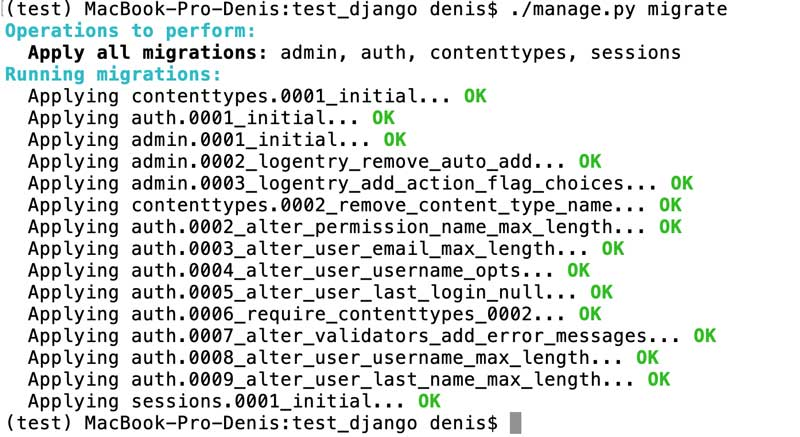 (test) MacBook-Pro-Denis:test_django denis$ ./manage.py migrate
Operations to perform:
  Apply all migrations: admin, auth, contenttypes, sessions
Running migrations:
  Applying contenttypes.0001_initial... OK
  Applying auth.0001_initial... OK
  Applying admin.0001_initial... OK
  Applying admin.0002_logentry_remove_auto_add... OK
  Applying admin.0003_logentry_add_action_flag_choices... OK
  Applying contenttypes.0002_remove_content_type_name... OK
  Applying auth.0002_alter_permission_name_max_length... OK
  Applying auth.0003_alter_user_email_max_length... OK
  Applying auth.0004_alter_user_username_opts... OK
  Applying auth.0005_alter_user_last_login_null... OK
  Applying auth.0006_require_contenttypes_0002... OK
  Applying auth.0007_alter_validators_add_error_messages... OK
  Applying auth.0008_alter_user_username_max_length... OK
  Applying auth.0009_alter_user_last_name_max_length... OK
  Applying sessions.0001_initial... OK
(test) MacBook-Pro-Denis:test_django denis$